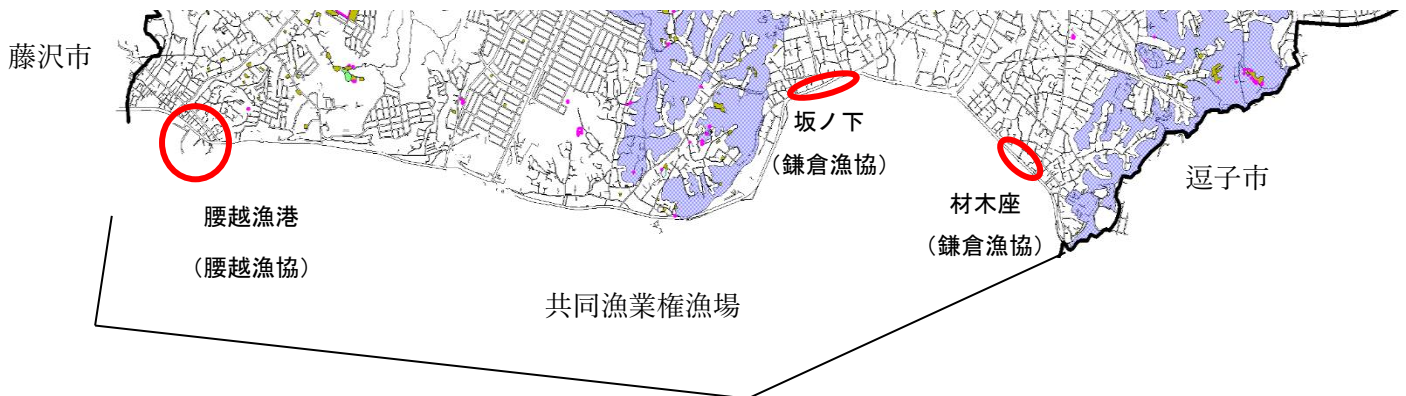 藤沢市
坂ノ下
（鎌倉漁協）
逗子市
材木座
（鎌倉漁協）
腰越漁港
（腰越漁協）
共同漁業権漁場